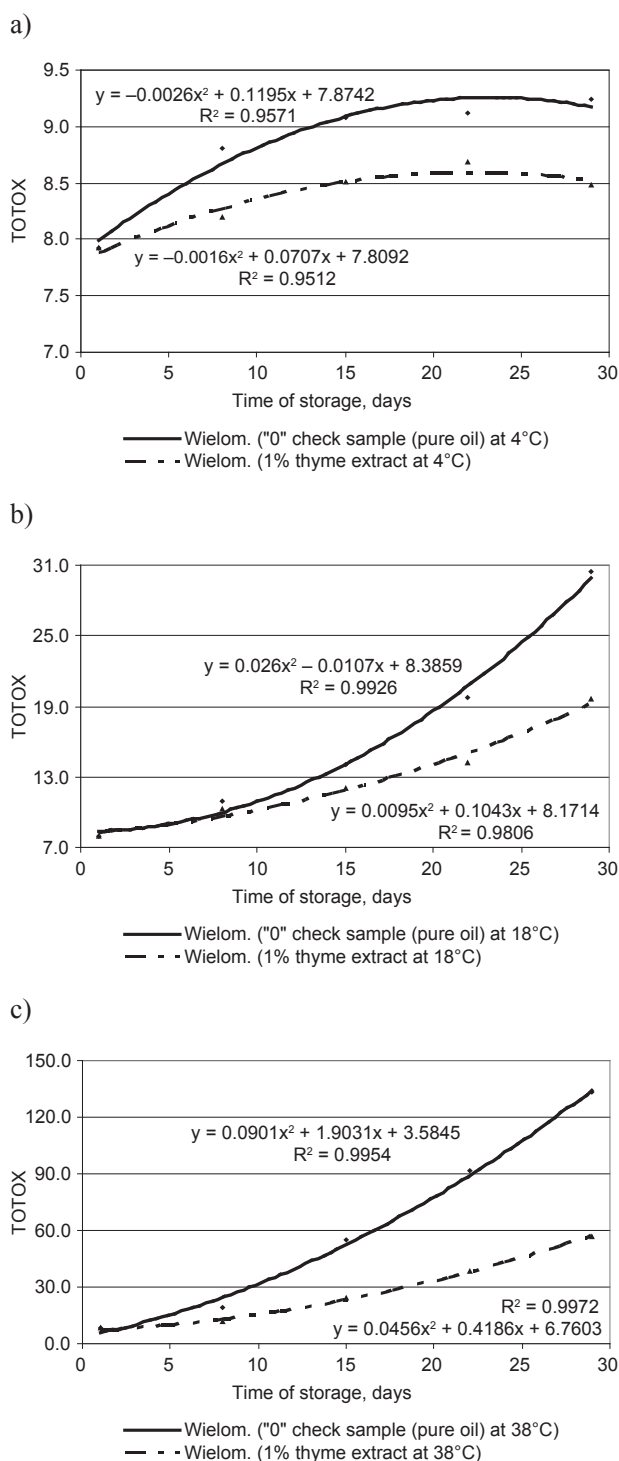 a)
9.5
y = –0.0026x² + 0.1195x + 7.8742
R² = 0.9571
9.0
8.5
TOTOX
8.0
y = –0.0016x² + 0.0707x + 7.8092
R² = 0.9512
7.5
7.0
0 5 10 15 20 25 30
Time of storage, days
Wielom. ("0" check sample (pure oil) at 4°C)
Wielom. (1% thyme extract at 4°C)
b)
31.0
25.0
y = 0.026x² – 0.0107x + 8.3859
R² = 0.9926
TOTOX
19.0
13.0
y = 0.0095x² + 0.1043x + 8.1714
R² = 0.9806
7.0
0 5 10 15 20 25 30
Time of storage, days
Wielom. ("0" check sample (pure oil) at 18°C)
Wielom. (1% thyme extract at 18°C)
c)
150.0
120.0
y = 0.0901x² + 1.9031x + 3.5845
R² = 0.9954
90.0
TOTOX
60.0
30.0
R² = 0.9972
y = 0.0456x² + 0.4186x + 6.7603
0.0
0 5 10 15 20 25 30
Time of storage, days
Wielom. ("0" check sample (pure oil) at 38°C)
Wielom. (1% thyme extract at 38°C)